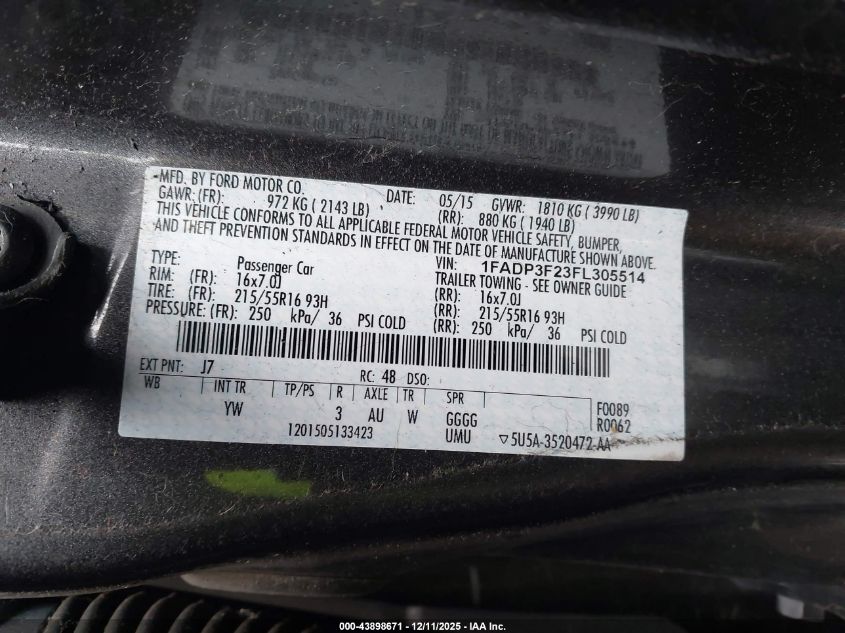 MFD. BY FORD MOTOR CO. DATE: 05/15 GVWR: 1810 KG ( 3990 LB)
GAWR: (FR): 972 KG ( 2143 LB) (RR): 880 KG ( 1940 LB)
THIS VEHICLE CONFORMS TO ALL APPLICABLE FEDERAL MOTOR VEHICLE SAFETY, BUMPER,
AND THEFT PREVENTION STANDARDS IN EFFECT ON THE DATE OF MANUFACTURE SHOWN ABOVE.
TYPE: Passenger Car VIN: 1FADP3F23FL305514
TRAILER TOWING - SEE OWNER GUIDE
RIM: (FR): 16x7.0J (RR): 16x7.0J
TIRE: (FR): 215/55R16 93H (RR): 215/55R16 93H
PRESSURE: (FR): 250 kPa/ 36 PSI COLD (RR): 250 kPa/ 36 PSI COLD
EXT PNT: J7 RC: 48 DSO:
WB INT TR TP/PS R AXLE TR SPR F0089
YW 3 AU W GGGG R0062
1201505133423 UMU ▽5U5A-3520472-AA
000-43898671 - 12/11/2025 - IAA Inc.